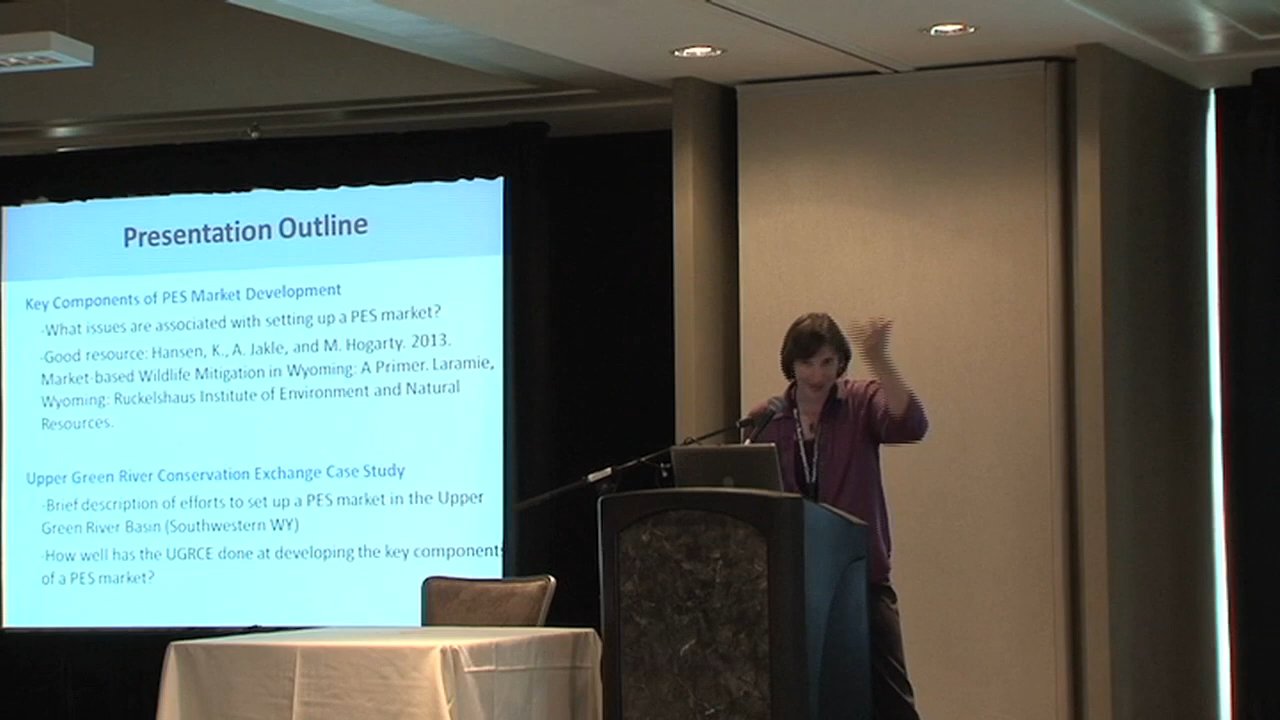 Presentation Outline
Key Components of PES Market Development
-What issues are associated with setting up a PES market?
-Good resource: Hansen, K., A. Jakle, and M. Hogarty. 2013.
Market-based Wildlife Mitigation in Wyoming: A Primer. Laramie,
Wyoming: Ruckelshaus Institute of Environment and Natural
Resources.
Upper Green River Conservation Exchange Case Study
-Brief description of efforts to set up a PES market in the Upper
Green River Basin (Southwestern WY)
-How well has the UGRCE done at developing the key components
of a PES market?